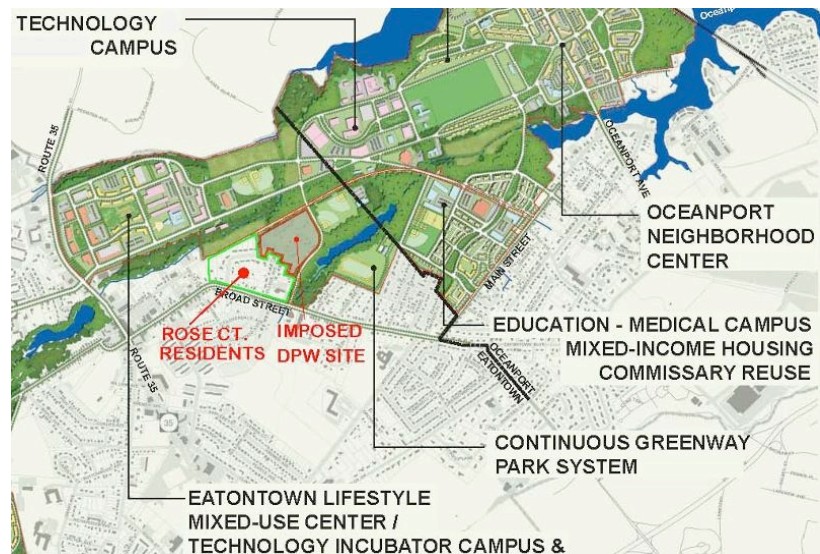 TECHNOLOGY
CAMPUS
ROUTE 35
OCEANPORT AVE
OCEANPORT
NEIGHBORHOOD
CENTER
MAIN STREET
BROAD STREET
ROSE CT.
RESIDENTS
IMPOSED
DPW SITE
EDUCATION - MEDICAL CAMPUS
MIXED-INCOME HOUSING
COMMISSARY REUSE
OCEANPORT
EATONTOWN
ROUTE 35
35
CONTINUOUS GREENWAY
PARK SYSTEM
EATONTOWN LIFESTYLE
MIXED-USE CENTER /
TECHNOLOGY INCUBATOR CAMPUS &